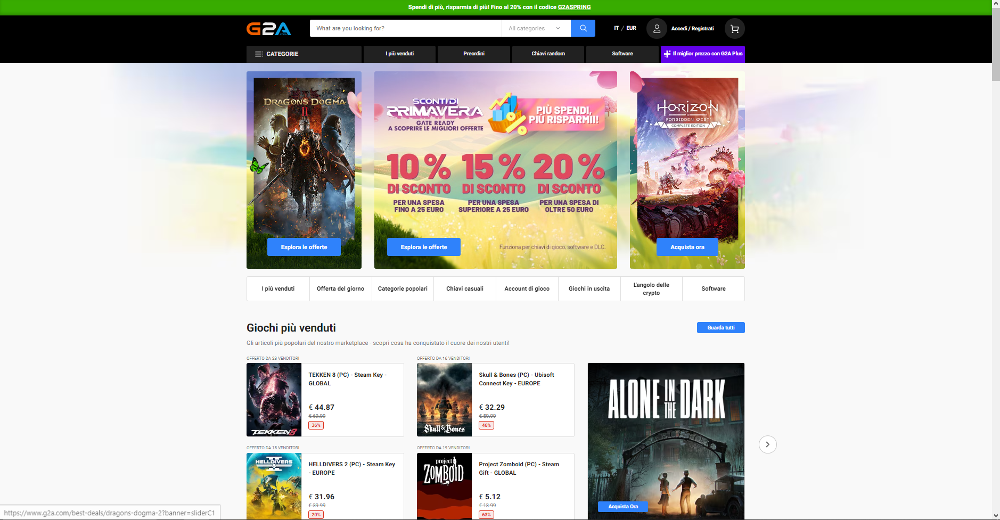 Spendi di più, risparmia di più! Fino al 20% con il codice G2ASPRING
G2A.COM
What are you looking for?
All categories
IT / EUR
Accedi / Registrati
CATEGORIE
I più venduti
Preordini
Chiavi random
Software
Il miglior prezzo con G2A Plus
DRAGON'S DOGMA
II
Esplora le offerte
SCONTI DI
PRIMAVERA
GATE READY
A SCOPRIRE LE MIGLIORI OFFERTE
PIÙ SPENDI,
PIÙ RISPARMI!
10 % 15 % 20 %
DI SCONTO DI SCONTO DI SCONTO
PER UNA SPESA
FINO A 25 EURO
PER UNA SPESA
SUPERIORE A 25 EURO
PER UNA SPESA DI
OLTRE 50 EURO
Esplora le offerte
Funziona per chiavi di gioco, software e DLC.
HORIZON
II
FORBIDDEN WEST
COMPLETE EDITION
Acquista ora
I più venduti
Offerta del giorno
Categorie popolari
Chiavi casuali
Account di gioco
Giochi in uscita
L'angolo delle
crypto
Software
Giochi più venduti
Guarda tutti
Gli articoli più popolari del nostro marketplace - scopri cosa ha conquistato il cuore dei nostri utenti!
OFFERTO DA 23 VENDITORI
TEKKEN 8
TEKKEN 8 (PC) - Steam Key -
GLOBAL
€ 44.87
€ 69.99
36%
OFFERTO DA 16 VENDITORI
Skull & Bones
Skull & Bones (PC) - Ubisoft
Connect Key - EUROPE
€ 32.29
€ 59.99
46%
ALONE IN THE DARK
Acquista Ora
OFFERTO DA 15 VENDITORI
HELLDIVERS
II
HELLDIVERS 2 (PC) - Steam Key
- EUROPE
€ 31.96
€ 39.99
20%
OFFERTO DA 19 VENDITORI
project
ZOMBOID
Project Zomboid (PC) - Steam
Gift - GLOBAL
€ 5.12
€ 13.99
63%
https://www.g2a.com/best-deals/dragons-dogma-2?banner=sliderC1